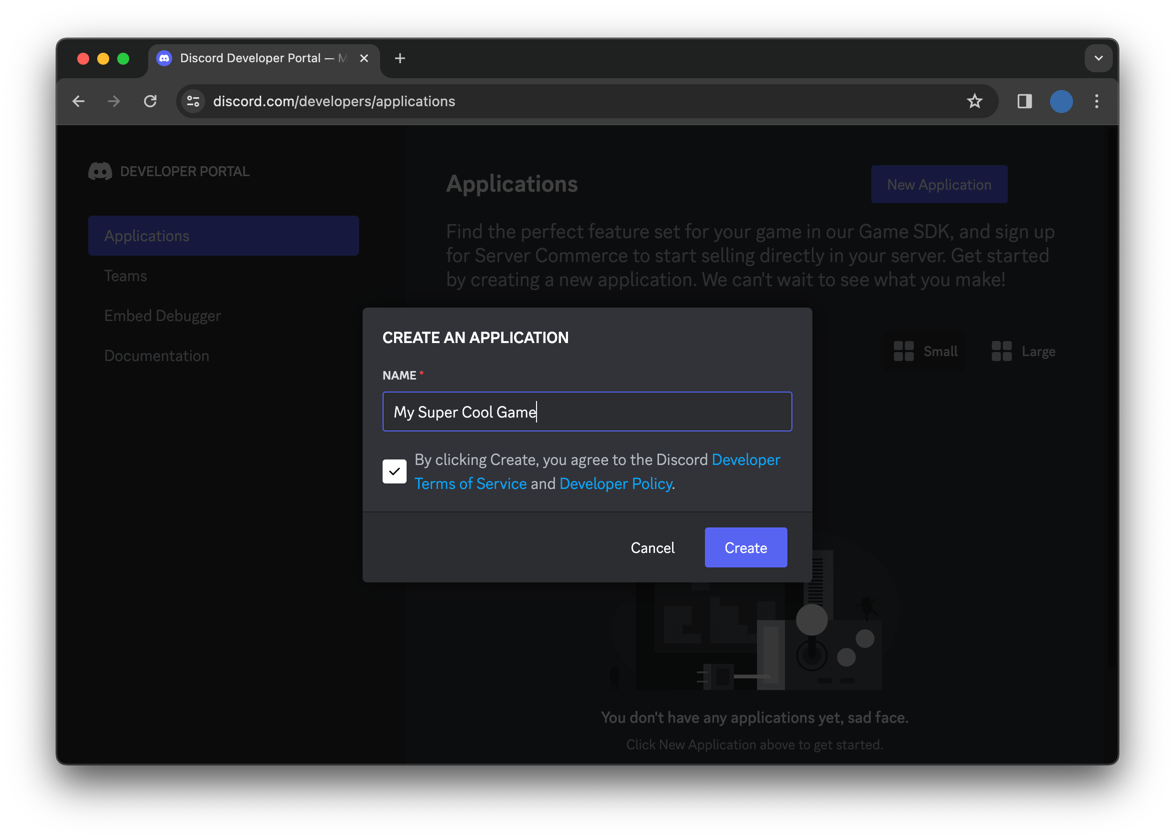 Discord Developer Portal — M
discord.com/developers/applications
DEVELOPER PORTAL
Applications
Teams
Embed Debugger
Documentation
Applications
New Application
Find the perfect feature set for your game in our Game SDK, and sign up
for Server Commerce to start selling directly in your server. Get started
by creating a new application. We can't wait to see what you make!
Small
Large
CREATE AN APPLICATION
NAME *
My Super Cool Game
By clicking Create, you agree to the Discord Developer
Terms of Service and Developer Policy.
Cancel
Create
You don't have any applications yet, sad face.
Click New Application above to get started.